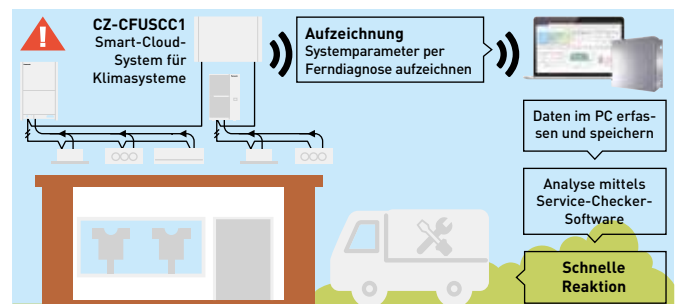 CZ-CFUSCC1
Smart-Cloud-
System für
Klimasysteme
Aufzeichnung
Systemparameter per
Ferndiagnose aufzeichnen
Daten im PC erfas-
sen und speichern
Analyse mittels
Service-Checker-
Software
Schnelle
Reaktion